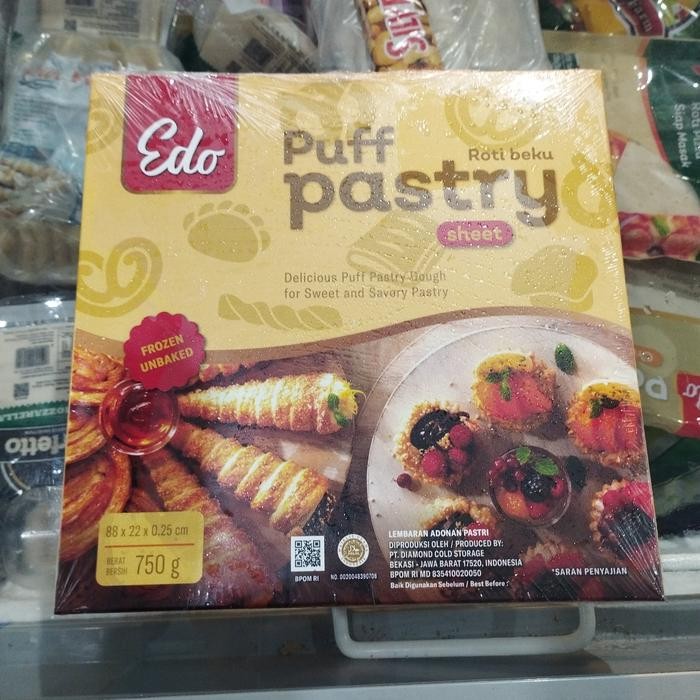 Edo
Puff
Roti beku
pastry
sheet
Delicious Puff Pastry Dough
for Sweet and Savory Pastry
FROZEN
UNBAKED
88 x 22 x 0.25 cm
BERAT
BERSIH 750 g
BPOM RI
LEMBARAN ADONAN PASTRI
DIPRODUKSI OLEH / PRODUCED BY:
PT. DIAMOND COLD STORAGE
BEKASI - JAWA BARAT 17520, INDONESIA
BPOM RI MD 835410020050
Baik Digunakan Sebelum / Best Before:
*SARAN PENYAJIAN
Siap Masak